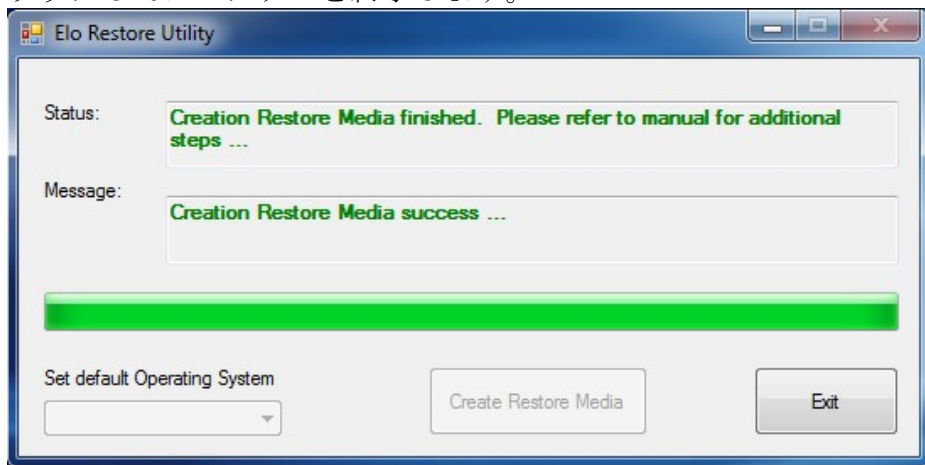 Elo Restore Utility
Status:
Creation Restore Media finished. Please refer to manual for additional
steps ...
Message:
Creation Restore Media success ...
Set default Operating System
Create Restore Media
Exit